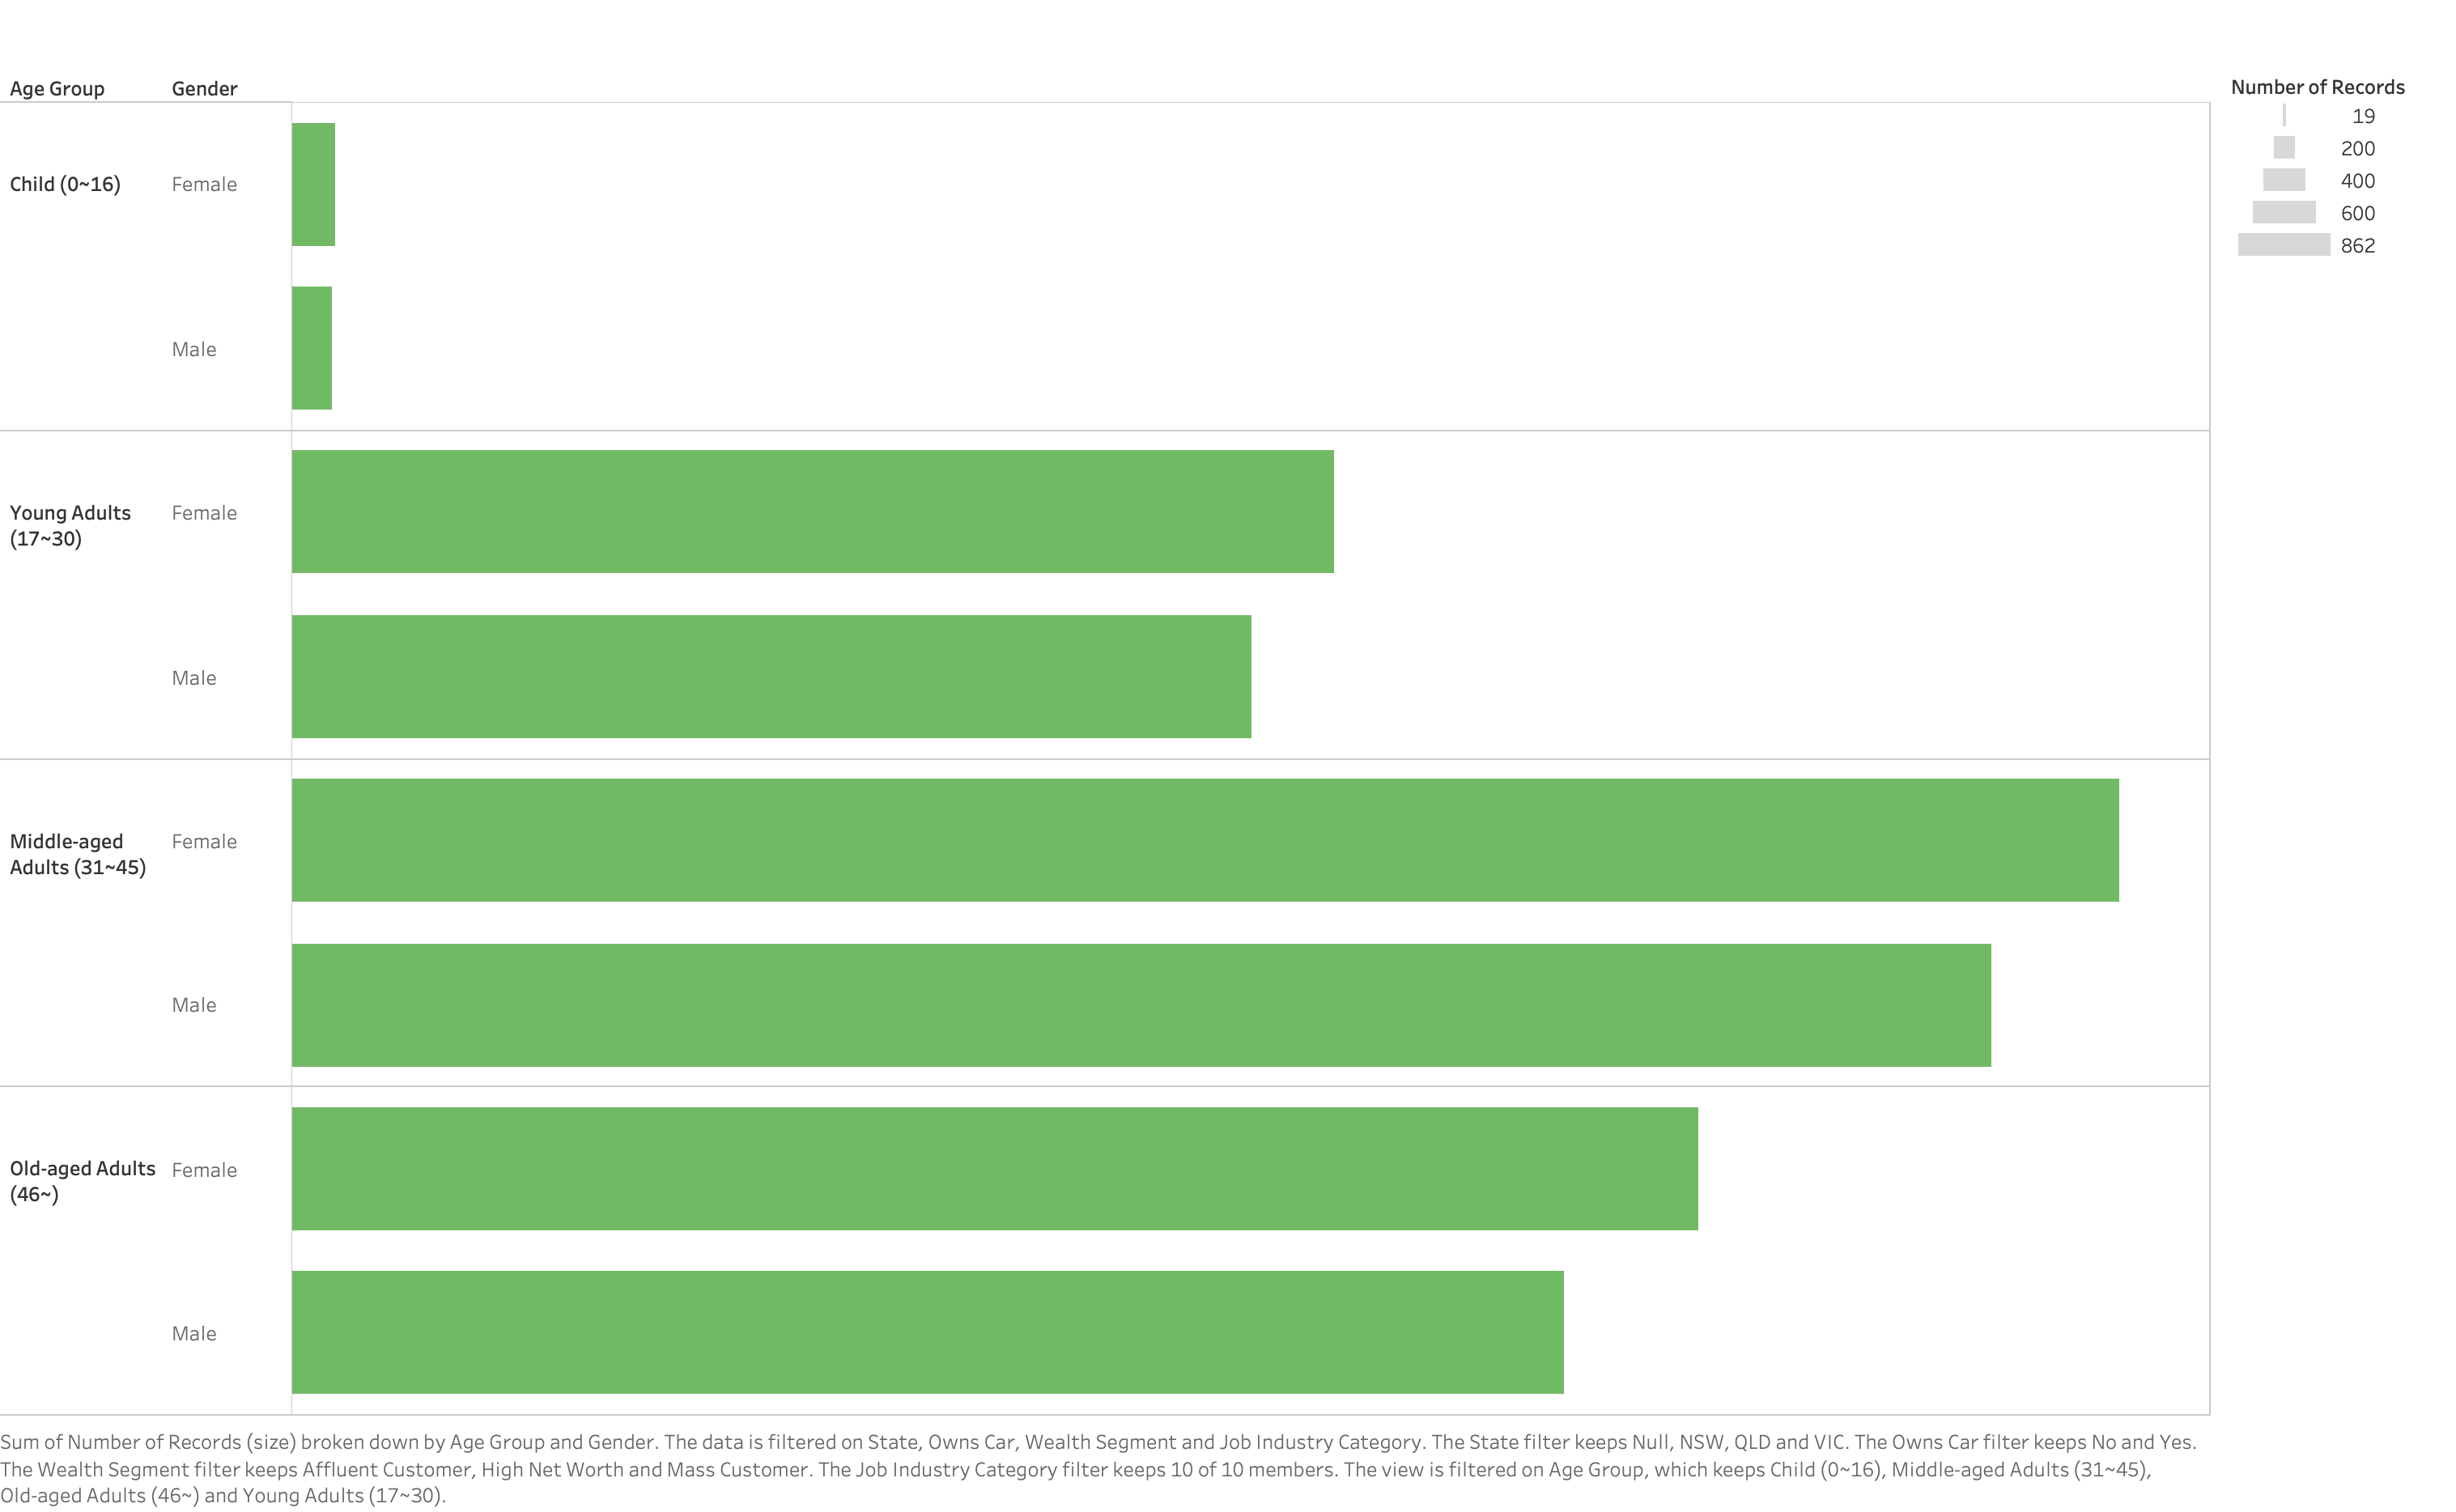 Age Group Gender
Number of Records
19
200
400
600
862
Child (0~16) Female
Male
Young Adults Female
(17~30)
Male
Middle-aged Female
Adults (31~45)
Male
Old-aged Adults Female
(46~)
Male
Sum of Number of Records (size) broken down by Age Group and Gender. The data is filtered on State, Owns Car, Wealth Segment and Job Industry Category. The State filter keeps Null, NSW, QLD and VIC. The Owns Car filter keeps No and Yes.
The Wealth Segment filter keeps Affluent Customer, High Net Worth and Mass Customer. The Job Industry Category filter keeps 10 of 10 members. The view is filtered on Age Group, which keeps Child (0~16), Middle-aged Adults (31~45),
Old-aged Adults (46~) and Young Adults (17~30).